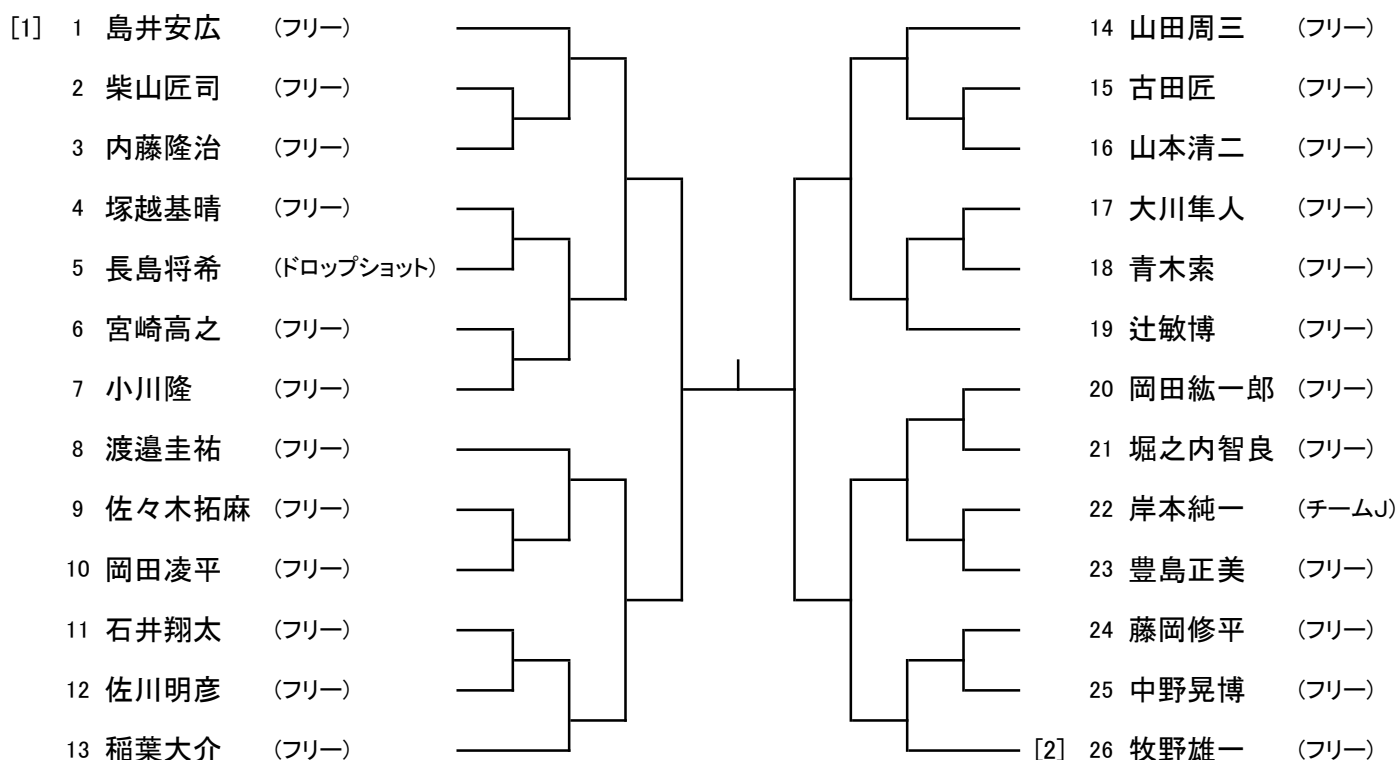 [1] 1 島井安広 (フリー)
2 柴山匠司 (フリー)
3 内藤隆治 (フリー)
4 塚越基晴 (フリー)
5 長島将希 (ドロップショット)
6 宮崎高之 (フリー)
7 小川隆 (フリー)
8 渡邉圭祐 (フリー)
9 佐々木拓麻 (フリー)
10 岡田凌平 (フリー)
11 石井翔太 (フリー)
12 佐川明彦 (フリー)
13 稲葉大介 (フリー)
14 山田周三 (フリー)
15 古田匠 (フリー)
16 山本清二 (フリー)
17 大川隼人 (フリー)
18 青木索 (フリー)
19 辻敏博 (フリー)
20 岡田紘一郎 (フリー)
21 堀之内智良 (フリー)
22 岸本純一 (チームJ)
23 豊島正美 (フリー)
24 藤岡修平 (フリー)
25 中野晃博 (フリー)
[2] 26 牧野雄一 (フリー)